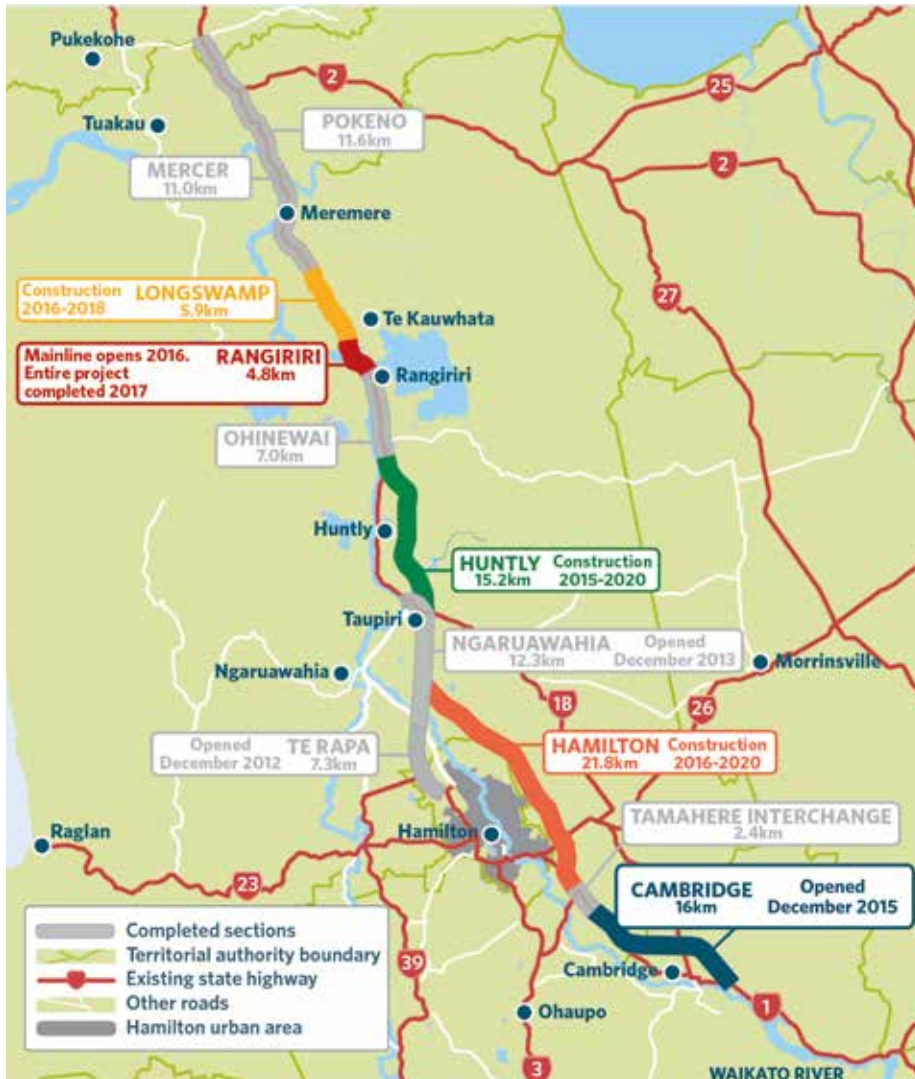 Pukekohe
2
25
Tuakau
POKENO
11.6km
MERCER
11.0km
2
Meremere
27
Construction
2016-2018
LONGSWAMP
5.9km
Te Kauwhata
Mainline opens 2016.
Entire project
completed 2017
RANGIRIRI
4.8km
Rangiriri
OHINEWAI
7.0km
Huntly
HUNTLY
15.2km
Construction
2015-2020
Taupiri
NGARUAWAHIA
12.3km
Opened
December 2013
Morrinsville
Ngaruawahia
1B
26
Opened
December 2012
TE RAPA
7.3km
HAMILTON
21.8km
Construction
2016-2020
Raglan
Hamilton
TAMAHERE INTERCHANGE
2.4km
23
CAMBRIDGE
16km
Opened
December 2015
Completed sections
Territorial authority boundary
Existing state highway
Other roads
Hamilton urban area
39
Cambridge
Ohaupo
1
3
WAIKATO RIVER